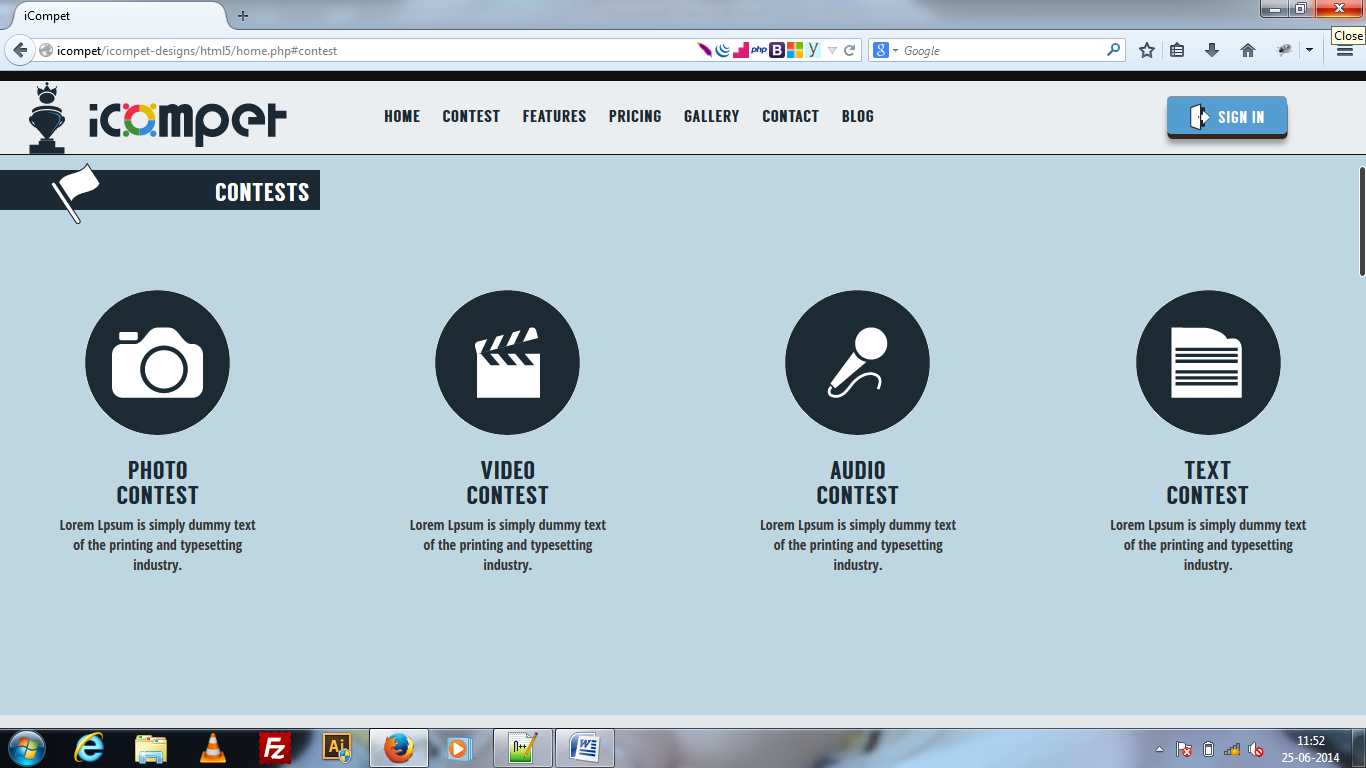 iCompet
icompet/icompet-designs/html5/home.php#contest
php
B
y
8
Google
Close
icompet
HOME CONTEST FEATURES PRICING GALLERY CONTACT BLOG
SIGN IN
CONTESTS
PHOTO
CONTEST
Lorem Lpsum is simply dummy text
of the printing and typesetting
industry.
VIDEO
CONTEST
Lorem Lpsum is simply dummy text
of the printing and typesetting
industry.
AUDIO
CONTEST
Lorem Lpsum is simply dummy text
of the printing and typesetting
industry.
TEXT
CONTEST
Lorem Lpsum is simply dummy text
of the printing and typesetting
industry.
Fz
Ai
n++
W
11:52
25-06-2014